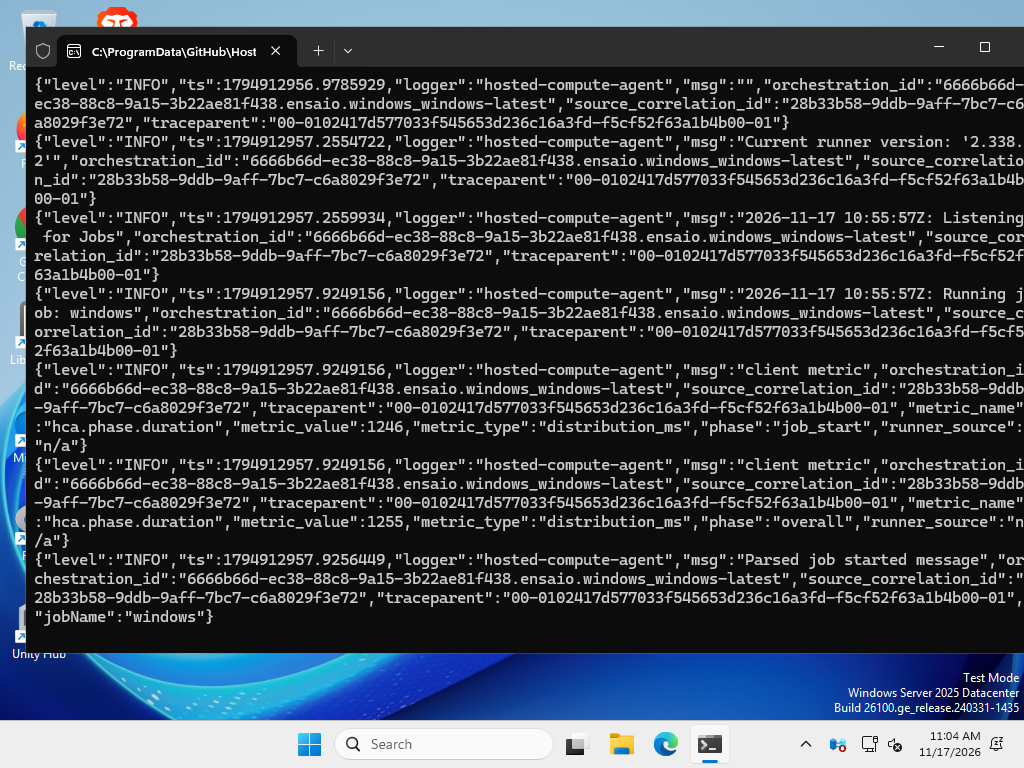 C:\ProgramData\GitHub\Host
{"level":"INFO","ts":1794912956.9785929,"logger":"hosted-compute-agent","msg":"","orchestration_id":"6666b66d-
ec38-88c8-9a15-3b22ae81f438.ensaio.windows_windows-latest","source_correlation_id":"28b33b58-9ddb-9aff-7bc7-c6
a8029f3e72","traceparent":"00-0102417d577033f545653d236c16a3fd-f5cf52f63a1b4b00-01"}
{"level":"INFO","ts":1794912957.2554722,"logger":"hosted-compute-agent","msg":"Current runner version: '2.338.
2'","orchestration_id":"6666b66d-ec38-88c8-9a15-3b22ae81f438.ensaio.windows_windows-latest","source_correlatio
n_id":"28b33b58-9ddb-9aff-7bc7-c6a8029f3e72","traceparent":"00-0102417d577033f545653d236c16a3fd-f5cf52f63a1b4b
00-01"}
{"level":"INFO","ts":1794912957.2559934,"logger":"hosted-compute-agent","msg":"2026-11-17 10:55:57Z: Listening
 for Jobs","orchestration_id":"6666b66d-ec38-88c8-9a15-3b22ae81f438.ensaio.windows_windows-latest","source_cor
relation_id":"28b33b58-9ddb-9aff-7bc7-c6a8029f3e72","traceparent":"00-0102417d577033f545653d236c16a3fd-f5cf52f
63a1b4b00-01"}
{"level":"INFO","ts":1794912957.9249156,"logger":"hosted-compute-agent","msg":"2026-11-17 10:55:57Z: Running j
ob: windows","orchestration_id":"6666b66d-ec38-88c8-9a15-3b22ae81f438.ensaio.windows_windows-latest","source_c
orrelation_id":"28b33b58-9ddb-9aff-7bc7-c6a8029f3e72","traceparent":"00-0102417d577033f545653d236c16a3fd-f5cf5
2f63a1b4b00-01"}
{"level":"INFO","ts":1794912957.9249156,"logger":"hosted-compute-agent","msg":"client metric","orchestration_i
d":"6666b66d-ec38-88c8-9a15-3b22ae81f438.ensaio.windows_windows-latest","source_correlation_id":"28b33b58-9ddb
-9aff-7bc7-c6a8029f3e72","traceparent":"00-0102417d577033f545653d236c16a3fd-f5cf52f63a1b4b00-01","metric_name"
:"hca.phase.duration","metric_value":1246,"metric_type":"distribution_ms","phase":"job_start","runner_source":
"n/a"}
{"level":"INFO","ts":1794912957.9249156,"logger":"hosted-compute-agent","msg":"client metric","orchestration_i
d":"6666b66d-ec38-88c8-9a15-3b22ae81f438.ensaio.windows_windows-latest","source_correlation_id":"28b33b58-9ddb
-9aff-7bc7-c6a8029f3e72","traceparent":"00-0102417d577033f545653d236c16a3fd-f5cf52f63a1b4b00-01","metric_name"
:"hca.phase.duration","metric_value":1255,"metric_type":"distribution_ms","phase":"overall","runner_source":"n
/a"}
{"level":"INFO","ts":1794912957.9256449,"logger":"hosted-compute-agent","msg":"Parsed job started message","or
chestration_id":"6666b66d-ec38-88c8-9a15-3b22ae81f438.ensaio.windows_windows-latest","source_correlation_id":"
28b33b58-9ddb-9aff-7bc7-c6a8029f3e72","traceparent":"00-0102417d577033f545653d236c16a3fd-f5cf52f63a1b4b00-01",
"jobName":"windows"}
Unity Hub
Test Mode
Windows Server 2025 Datacenter
Build 26100.ge_release.240331-1435
Search
11:04 AM
11/17/2026